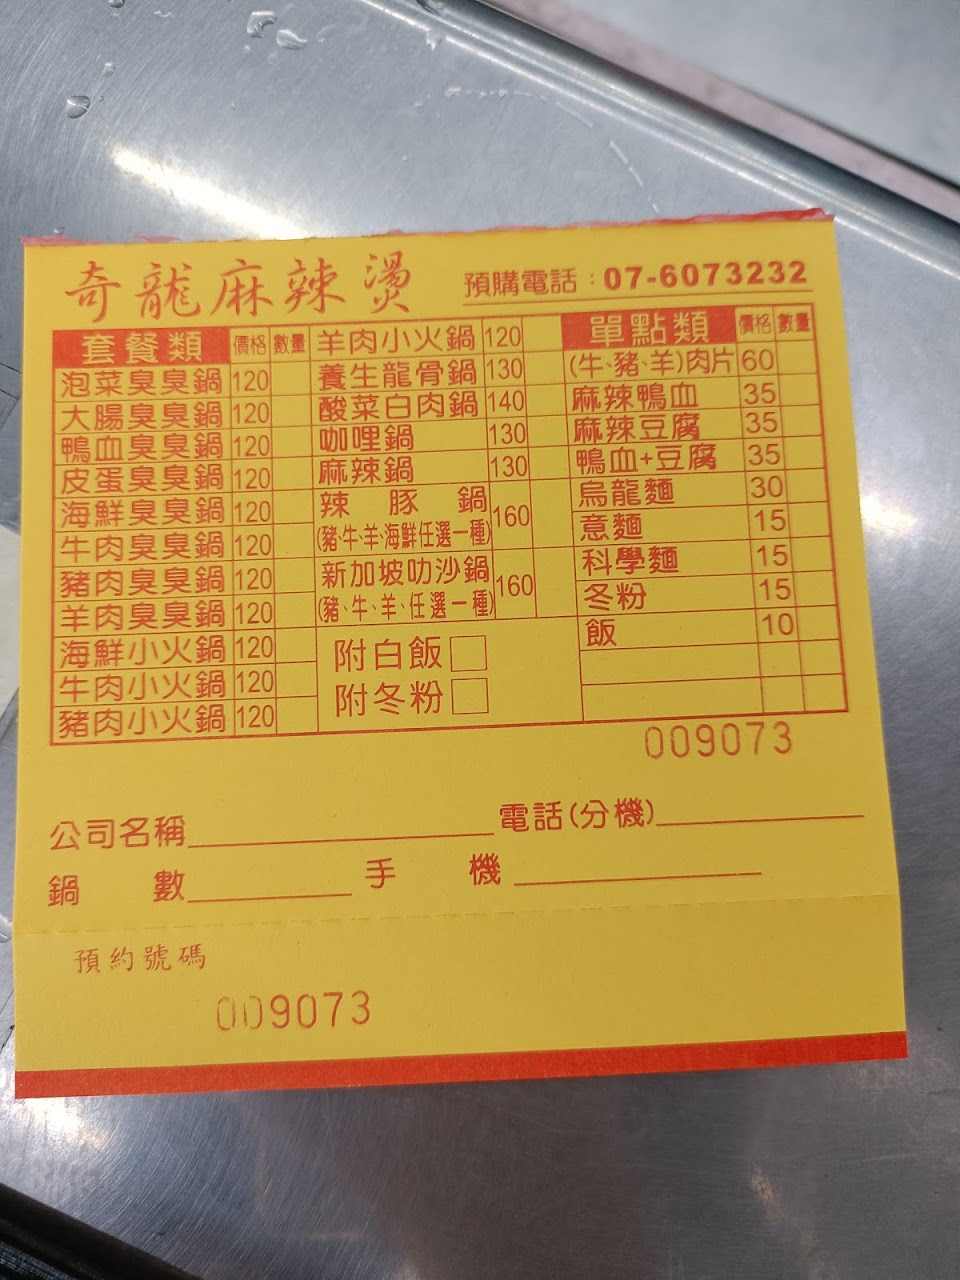 奇龍麻辣燙
預購電話：07-6073232
套餐類 價格 數量
泡菜臭臭鍋 120
大腸臭臭鍋 120
鴨血臭臭鍋 120
皮蛋臭臭鍋 120
海鮮臭臭鍋 120
牛肉臭臭鍋 120
豬肉臭臭鍋 120
羊肉臭臭鍋 120
海鮮小火鍋 120
牛肉小火鍋 120
豬肉小火鍋 120
羊肉小火鍋 120
養生龍骨鍋 130
酸菜白肉鍋 140
咖哩鍋 130
麻辣鍋 130
辣豚鍋 160
(豬、牛、羊、海鮮任選一種)
新加坡叻沙鍋 160
(豬、牛、羊、任選一種)
附白飯□
附冬粉□
單點類 價格 數量
(牛、豬、羊)肉片 60
麻辣鴨血 35
麻辣豆腐 35
鴨血+豆腐 35
烏龍麵 30
意麵 15
科學麵 15
冬粉 15
飯 10
009073
公司名稱 電話(分機)
鍋數 手機
預約號碼
009073